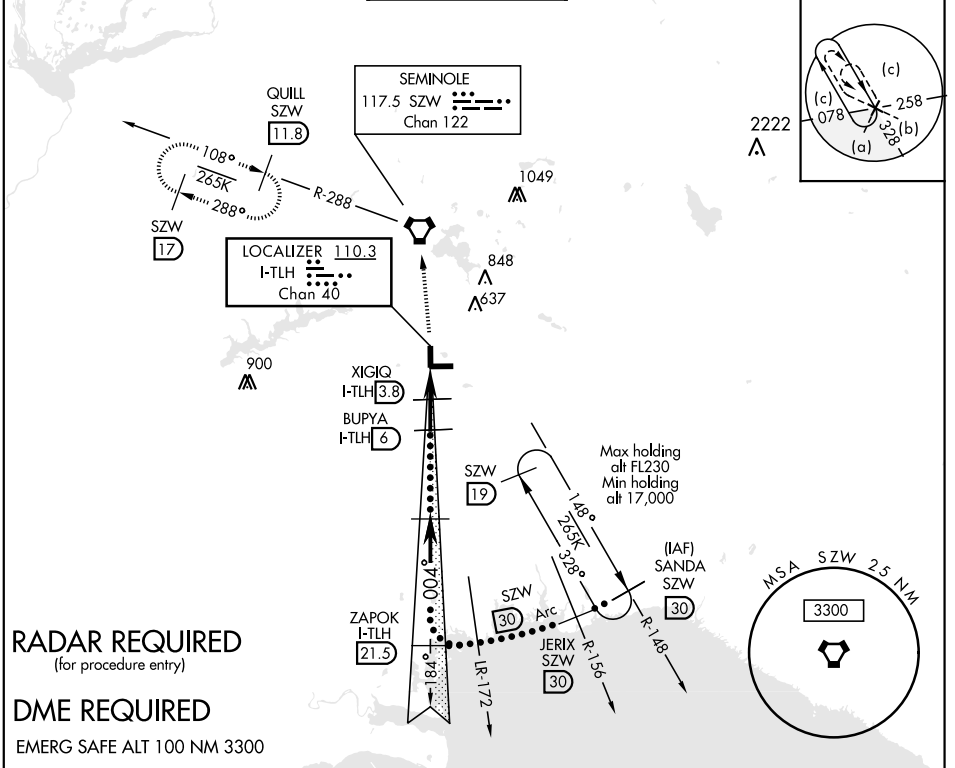 SEMINOLE
117.5 SZW
Chan 122
QUILL
SZW
11.8
108°
265K
288°
R-288
SZW
17
LOCALIZER 110.3
I-TLH
Chan 40
2222
1049
848
637
900
(c)
(c)
078
258
(b)
328
(a)
XIGIQ
I-TLH 3.8
BUPYA
I-TLH 6
SZW
19
Max holding
alt FL230
Min holding
alt 17,000
148°
265K
328°
(IAF)
SANDA
SZW
30
004°
SZW
30
Arc
ZAPOK
I-TLH
21.5
184°
LR-172
JERIX
SZW
30
R-156
R-148
MSA SZW 25 NM
3300
RADAR REQUIRED
(for procedure entry)
DME REQUIRED
EMERG SAFE ALT 100 NM 3300